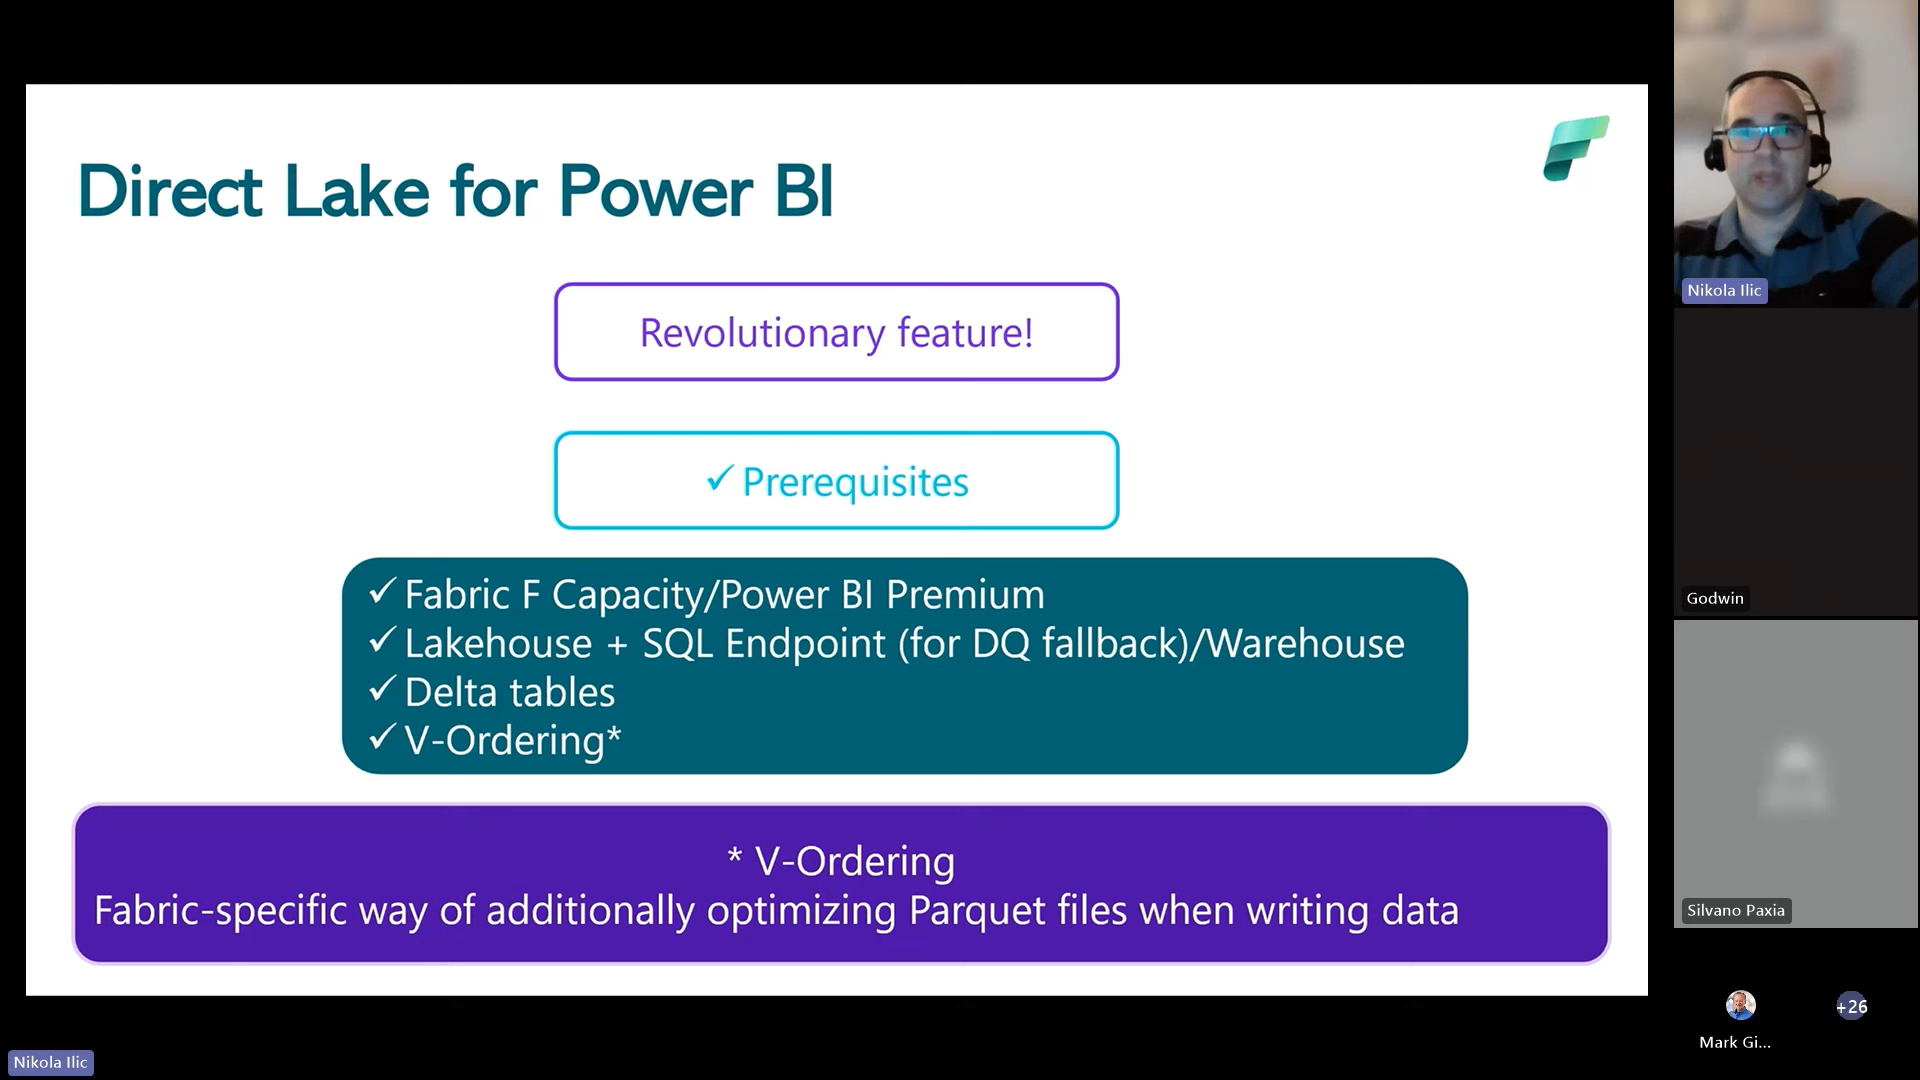 Direct Lake for Power BI
Revolutionary feature!
✓ Prerequisites
✓ Fabric F Capacity/Power BI Premium
✓ Lakehouse + SQL Endpoint (for DQ fallback)/Warehouse
✓ Delta tables
✓ V-Ordering*
* V-Ordering
Fabric-specific way of additionally optimizing Parquet files when writing data
Nikola Ilic
Godwin
Silvano Paxia
Mark Gi...
+26
Nikola Ilic